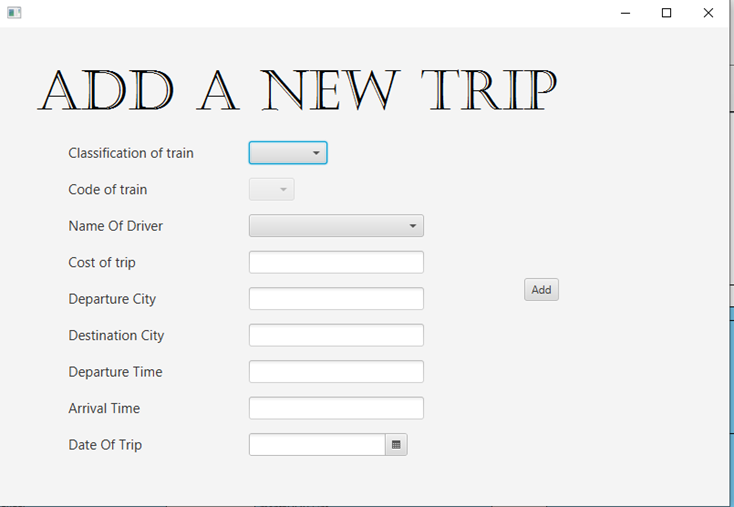 ADD A NEW TRIP
Classification of train
Code of train
Name Of Driver
Cost of trip
Add
Departure City
Destination City
Departure Time
Arrival Time
Date Of Trip